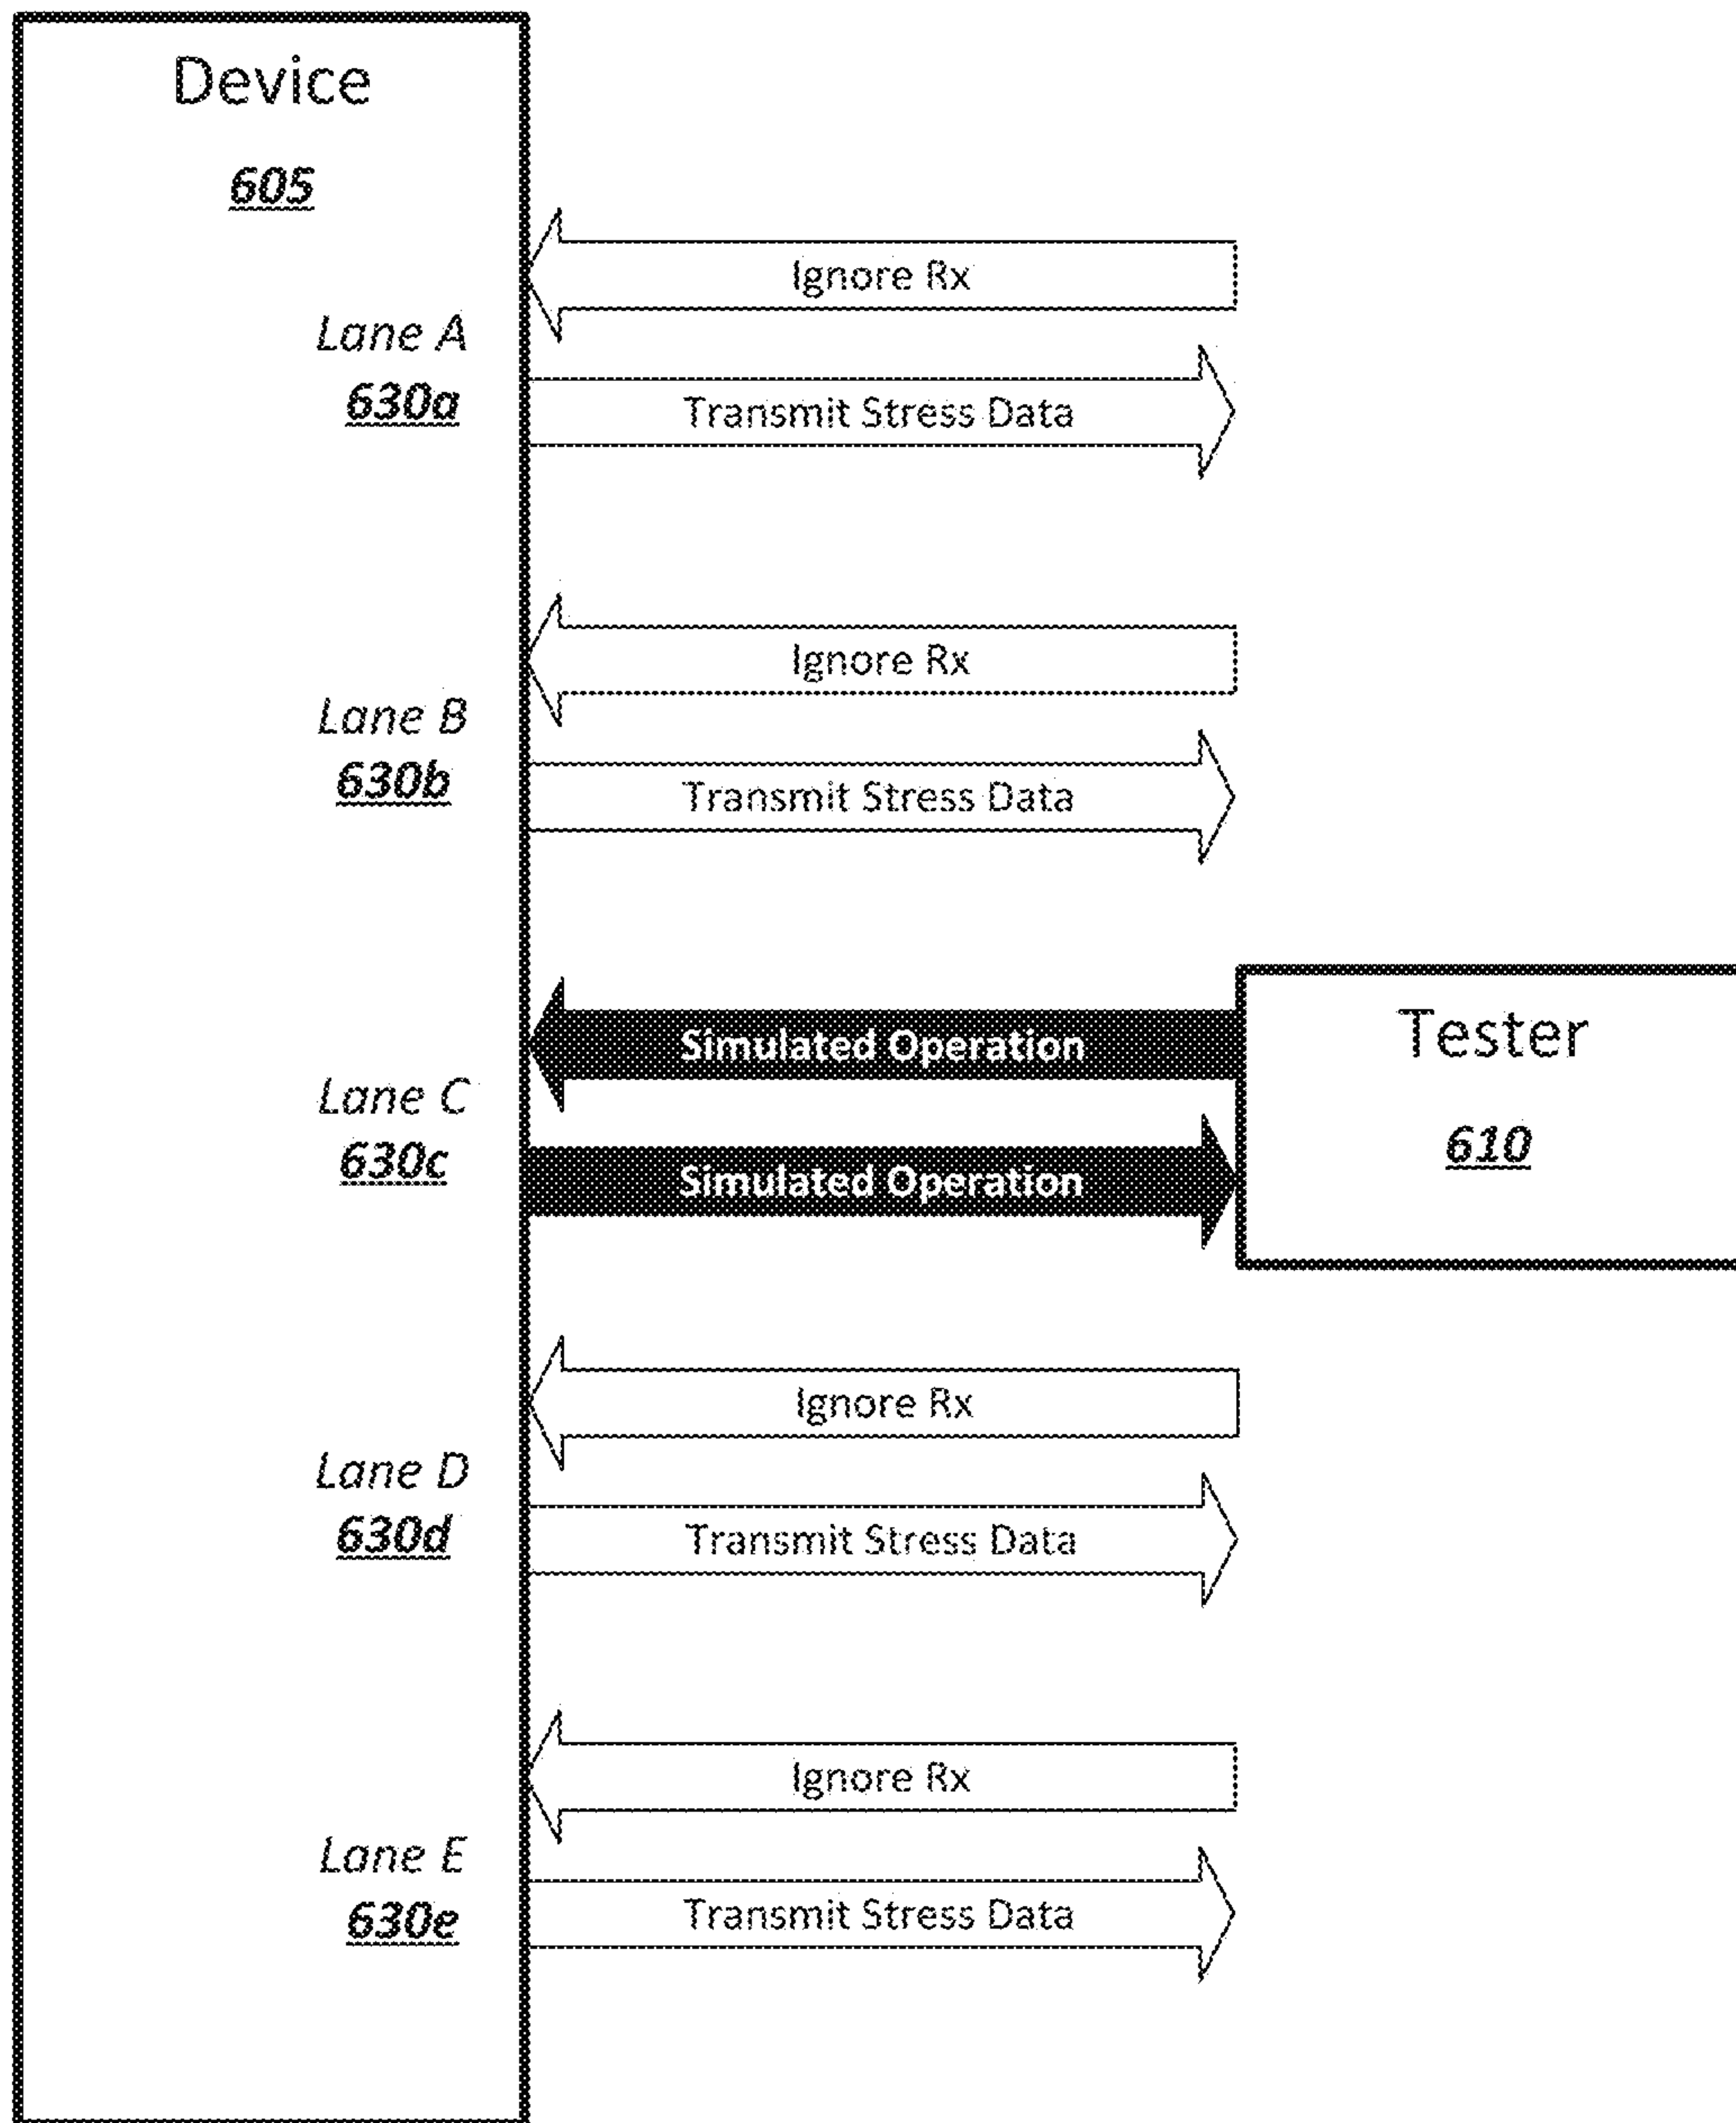 Device
605
Ignore Rx
Lane A
630a
Transmit Stress Data
Ignore Rx
Lane B
630b
Transmit Stress Data
Simulated Operation
Tester
610
Lane C
630c
Simulated Operation
Ignore Rx
Lane D
630d
Transmit Stress Data
Ignore Rx
Lane E
630e
Transmit Stress Data